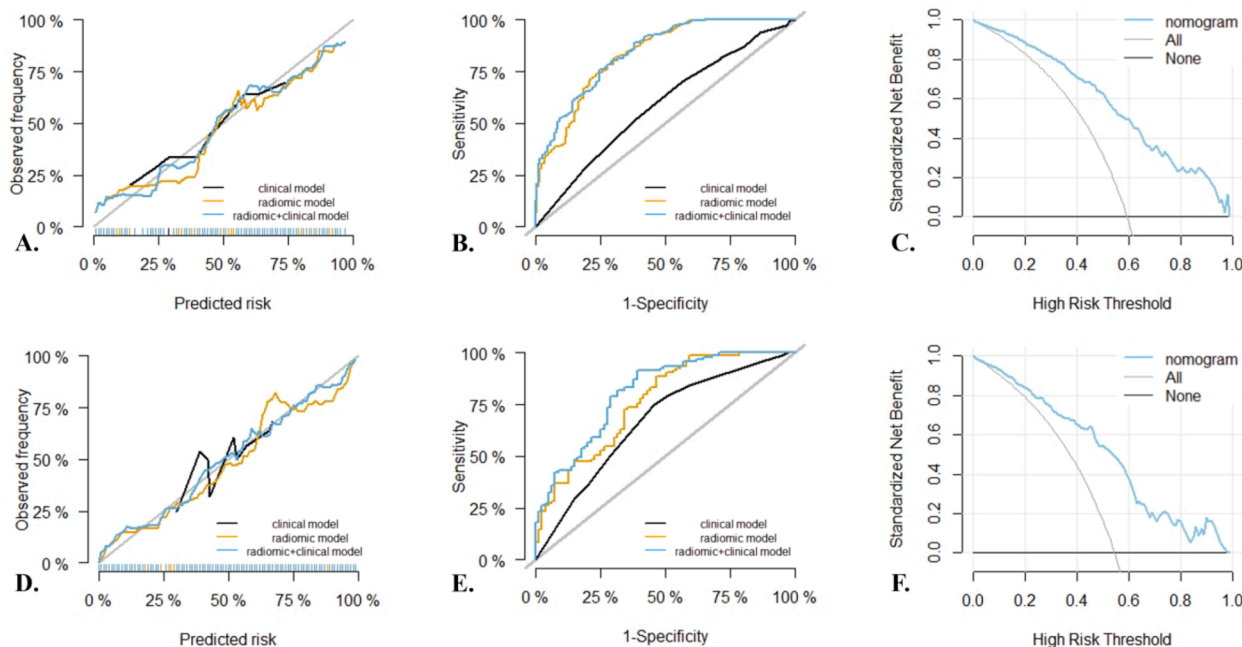 100 %
75 %
50 %
25 %
0 %
Observed frequency
clinical model
radiomic model
radiomic+clinical model
A.
0 % 25 % 50 % 75 % 100 %
Predicted risk
100 %
75 %
50 %
25 %
0 %
Sensitivity
clinical model
radiomic model
radiomic+clinical model
B.
0 % 25 % 50 % 75 % 100 %
1-Specificity
1.0
0.8
0.6
0.4
0.2
0.0
Standardized Net Benefit
nomogram
All
None
C.
0.0 0.2 0.4 0.6 0.8 1.0
High Risk Threshold
100 %
75 %
50 %
25 %
0 %
Observed frequency
clinical model
radiomic model
radiomic+clinical model
D.
0 % 25 % 50 % 75 % 100 %
Predicted risk
100 %
75 %
50 %
25 %
0 %
Sensitivity
clinical model
radiomic model
radiomic+clinical model
E.
0 % 25 % 50 % 75 % 100 %
1-Specificity
1.0
0.8
0.6
0.4
0.2
0.0
Standardized Net Benefit
nomogram
All
None
F.
0.0 0.2 0.4 0.6 0.8 1.0
High Risk Threshold